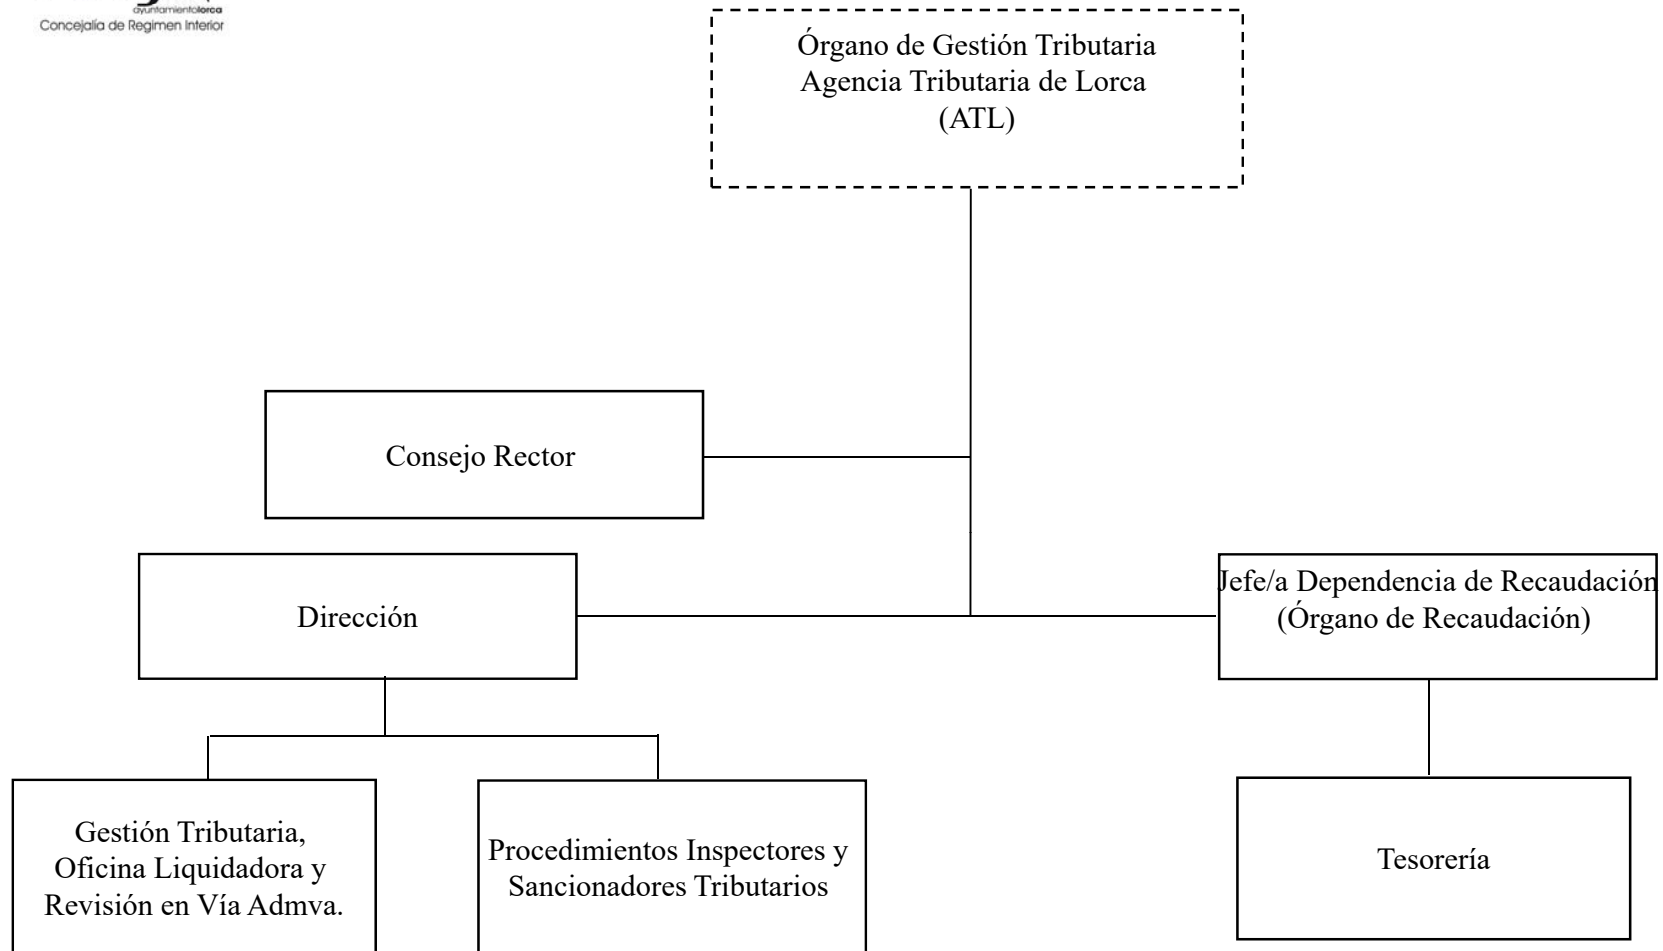 ayuntamientolorca
Concejalía de Regimen Interior
Órgano de Gestión Tributaria
Agencia Tributaria de Lorca
(ATL)
Consejo Rector
Dirección
Jefe/a Dependencia de Recaudación
(Órgano de Recaudación)
Gestión Tributaria,
Oficina Liquidadora y
Revisión en Vía Admva.
Procedimientos Inspectores y
Sancionadores Tributarios
Tesorería